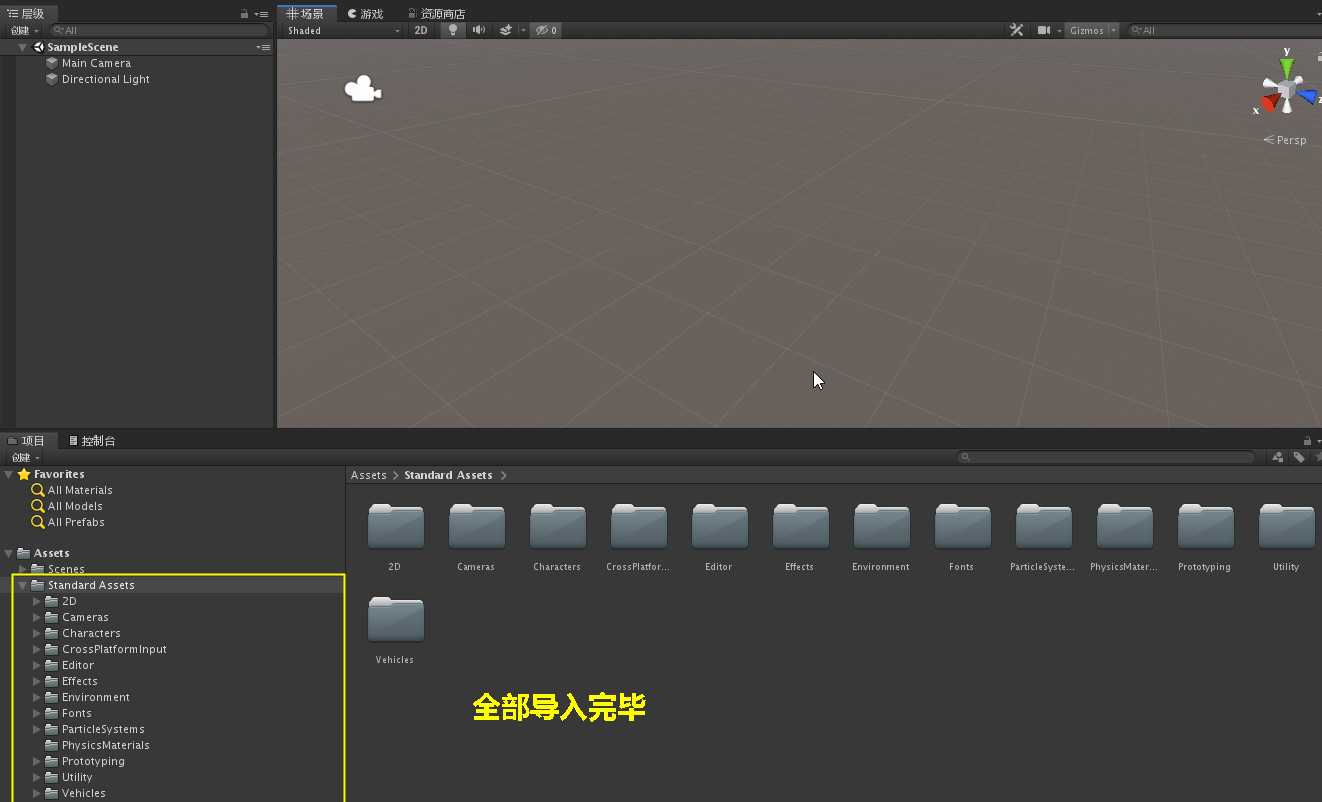 层级
创建
All
SampleScene
Main Camera
Directional Light
场景 游戏 资源商店
Shaded 2D 0 Gizmos All
y
x
z
Persp
项目 控制台
创建
Favorites
All Materials
All Models
All Prefabs
Assets
Scenes
Standard Assets
2D
Cameras
Characters
CrossPlatformInput
Editor
Effects
Environment
Fonts
ParticleSystems
PhysicsMaterials
Prototyping
Utility
Vehicles
Assets > Standard Assets >
2D Cameras Characters CrossPlatfor... Editor Effects Environment Fonts ParticleSyste... PhysicsMater... Prototyping Utility
Vehicles
全部导入完毕